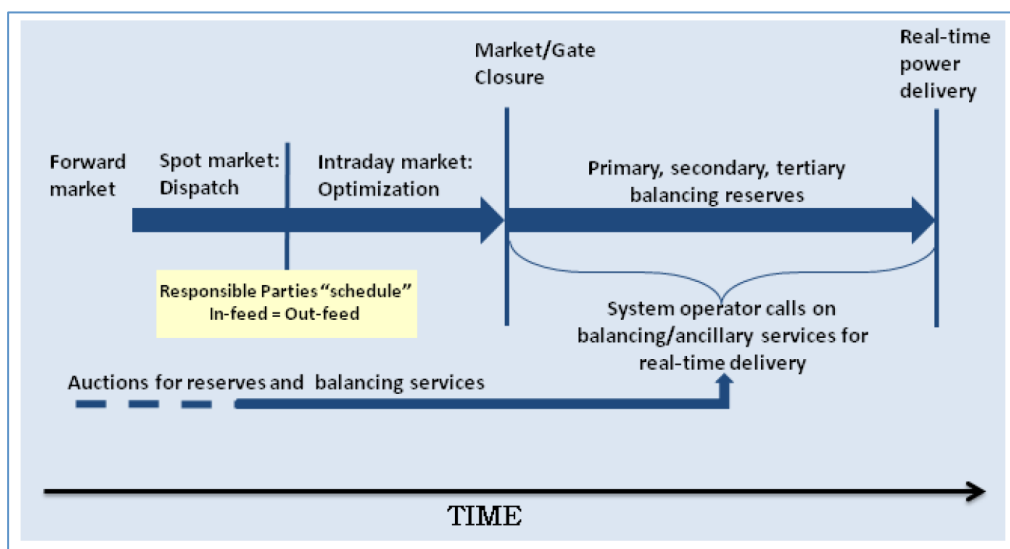 Market/Gate
Closure
Real-time
power
delivery
Forward
market
Spot market:
Dispatch
Intraday market:
Optimization
Primary, secondary, tertiary
balancing reserves
Responsible Parties “schedule”
In-feed = Out-feed
System operator calls on
balancing/ancillary services for
real-time delivery
Auctions for reserves and balancing services
TIME